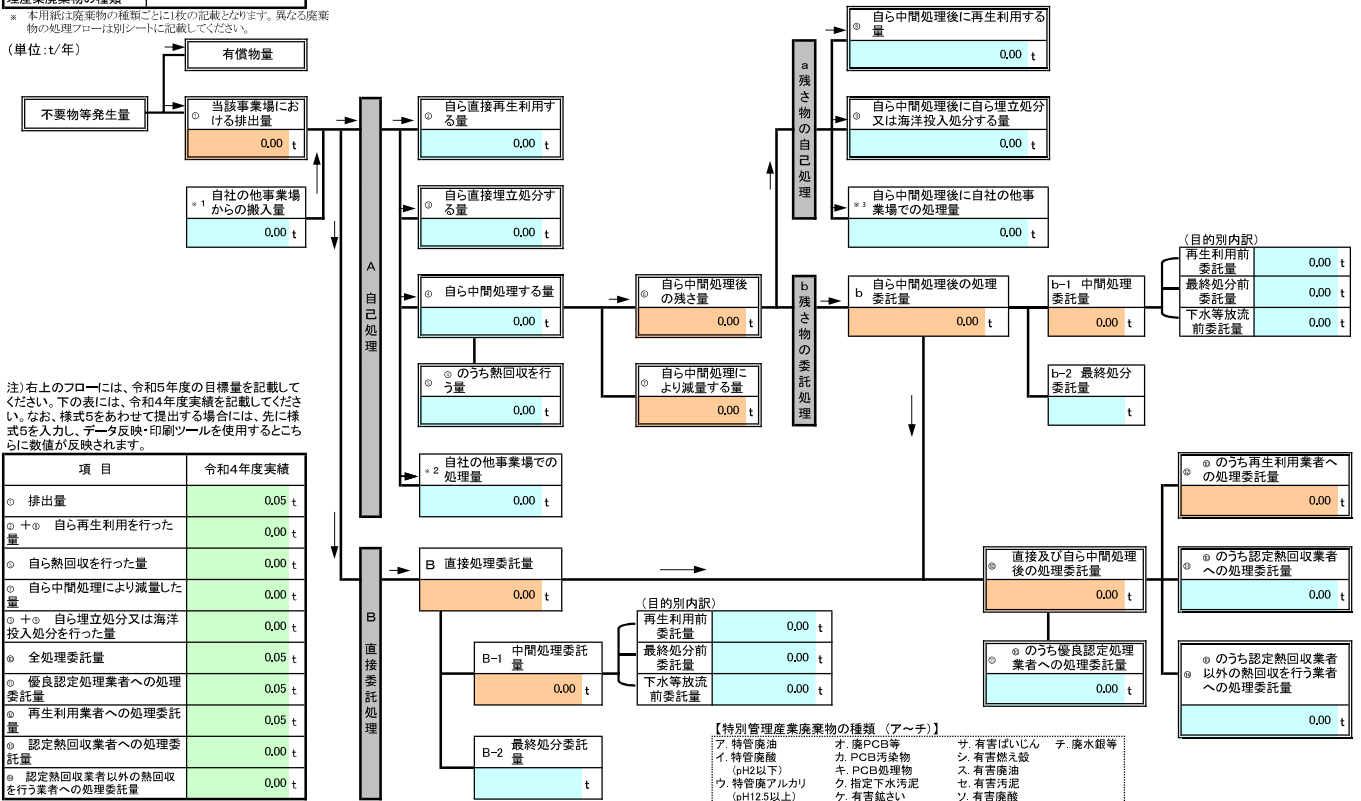 理産業廃棄物の種類
※ 本用紙は廃棄物の種類ごとに1枚の記載となります。異なる廃棄
物の処理フローは別シートに記載してください。
(単位:t/年)
有償物量
不要物等発生量
① 当該事業場における排出量
0.00 t
※1 自社の他事業場からの搬入量
0.00 t
A 自己処理
② 自ら直接再生利用する量
0.00 t
③ 自ら直接埋立処分する量
0.00 t
④ 自ら中間処理する量
0.00 t
⑤ ④のうち熱回収を行う量
0.00 t
※2 自社の他事業場での処理量
0.00 t
⑥ 自ら中間処理後の残さ量
0.00 t
⑦ 自ら中間処理により減量する量
0.00 t
a 残さ物の自己処理
⑧ 自ら中間処理後に再生利用する量
0.00 t
⑨ 自ら中間処理後に自ら埋立処分又は海洋投入処分する量
0.00 t
※3 自ら中間処理後に自社の他事業場での処理量
0.00 t
b 残さ物の委託処理
b 自ら中間処理後の処理委託量
0.00 t
b-1 中間処理委託量
0.00 t
(目的別内訳)
再生利用前委託量 0.00 t
最終処分前委託量 0.00 t
下水等放流前委託量 0.00 t
b-2 最終処分委託量
t
注)右上のフローには、令和5年度の目標量を記載して
ください。下の表には、令和4年度実績を記載してくださ
い。なお、様式5をあわせて提出する場合には、先に様
式5を入力し、データ反映・印刷ツールを使用するとこち
らに数値が反映されます。
項 目 令和4年度実績
① 排出量 0.05 t
②+⑧ 自ら再生利用を行った量 0.00 t
⑤ 自ら熱回収を行った量 0.00 t
⑦ 自ら中間処理により減量した量 0.00 t
③+⑨ 自ら埋立処分又は海洋投入処分を行った量 0.00 t
⑩ 全処理委託量 0.05 t
⑪ 優良認定処理業者への処理委託量 0.05 t
⑫ 再生利用業者への処理委託量 0.05 t
⑬ 認定熱回収業者への処理委託量 0.00 t
⑭ 認定熱回収業者以外の熱回収を行う業者への処理委託量 0.00 t
B 直接委託処理
B 直接処理委託量
0.00 t
B-1 中間処理委託量
0.00 t
(目的別内訳)
再生利用前委託量 0.00 t
最終処分前委託量 0.00 t
下水等放流前委託量 0.00 t
B-2 最終処分委託量
t
⑩ 直接及び自ら中間処理後の処理委託量
0.00 t
⑪ ⑩のうち優良認定処理業者への処理委託量
0.00 t
⑫ ⑩のうち再生利用業者への処理委託量
0.00 t
⑬ ⑩のうち認定熱回収業者への処理委託量
0.00 t
⑭ ⑩のうち認定熱回収業者以外の熱回収を行う業者への処理委託量
0.00 t
【特別管理産業廃棄物の種類 (ア～チ)】
ア. 特管廃油 オ. 廃PCB等 サ. 有害ばいじん チ. 廃水銀等
イ. 特管廃酸 カ. PCB汚染物 シ. 有害燃え殻
(pH2以下) キ. PCB処理物 ス. 有害廃油
ウ. 特管廃アルカリ ク. 指定下水汚泥 セ. 有害汚泥
(pH12.5以上) ケ. 有害鉱さい ソ. 有害廃酸